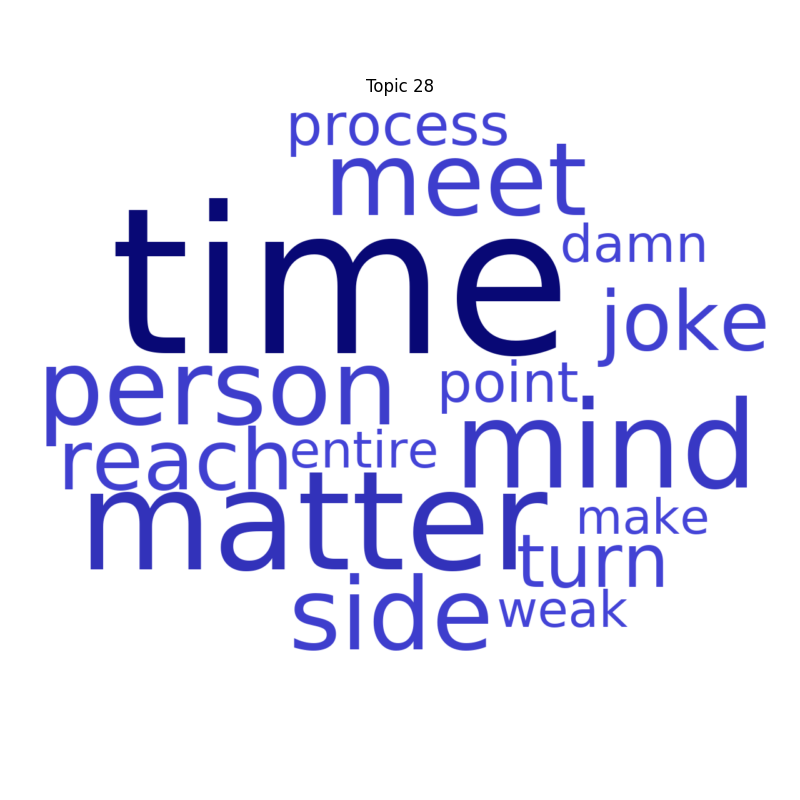 Topic 28
process
meet
time
damn
joke
person
point
mind
reach
entire
matter
make
turn
side
weak